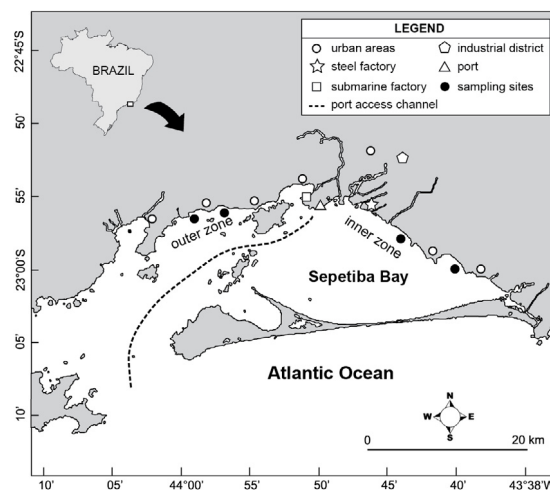 LEGEND
urban areas
industrial district
steel factory
port
submarine factory
sampling sites
port access channel
BRAZIL
22°45'S
50'
55'
23°00'S
05'
10'
outer zone
inner zone
Sepetiba Bay
Atlantic Ocean
N
W E
S
0 20 km
10' 05' 44°00' 55' 50' 45' 40' 43°38'W